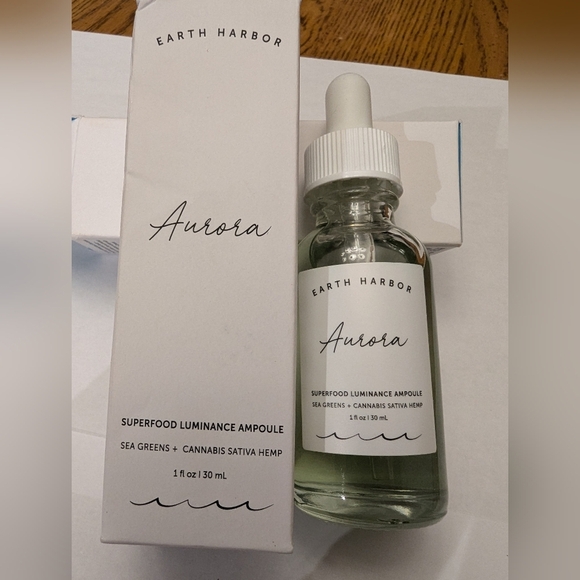 EARTH HARBOR
Aurora
SUPERFOOD LUMINANCE AMPOULE
SEA GREENS + CANNABIS SATIVA HEMP
1 fl oz | 30 mL
EARTH HARBOR
Aurora
SUPERFOOD LUMINANCE AMPOULE
SEA GREENS + CANNABIS SATIVA HEMP
1 fl oz | 30 mL